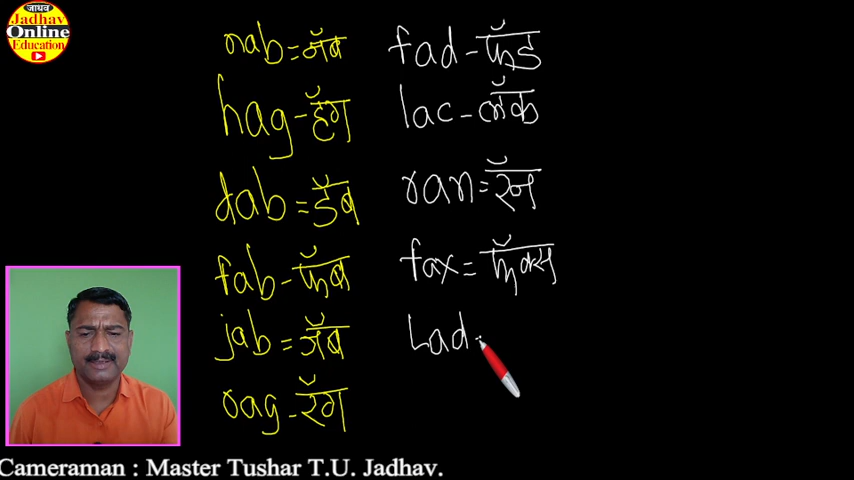 जाधव
Jadhav
Online
Education
nab = नॅब
hag - हॅग
dab = डॅब
fab - फॅब
jab = जॅब
rag - रॅग
fad - फॅड
lac - लॅक
ran = रॅन
fax = फॅक्स
Lad -
Cameraman : Master Tushar T.U. Jadhav.